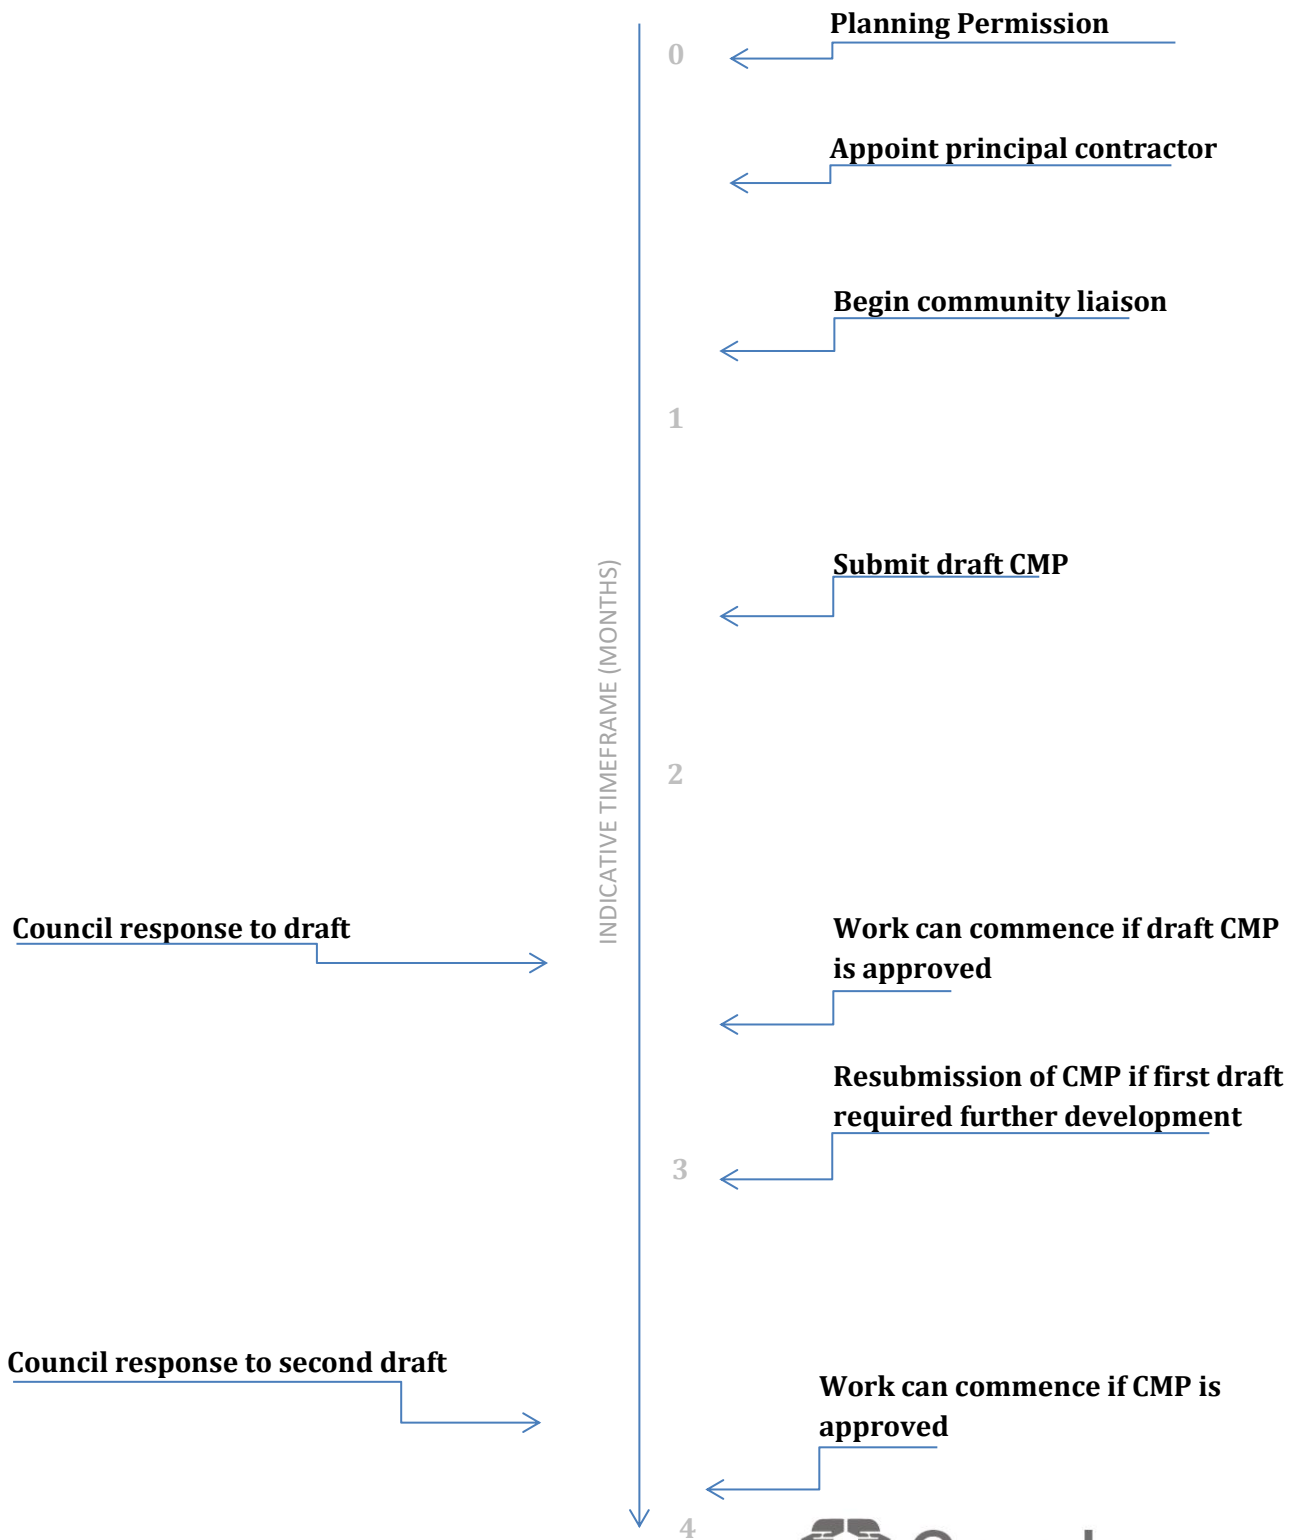 Planning Permission
0
Appoint principal contractor
Begin community liaison
1
Submit draft CMP
INDICATIVE TIMEFRAME (MONTHS)
2
Council response to draft
Work can commence if draft CMP
is approved
Resubmission of CMP if first draft
required further development
3
Council response to second draft
Work can commence if CMP is
approved
4